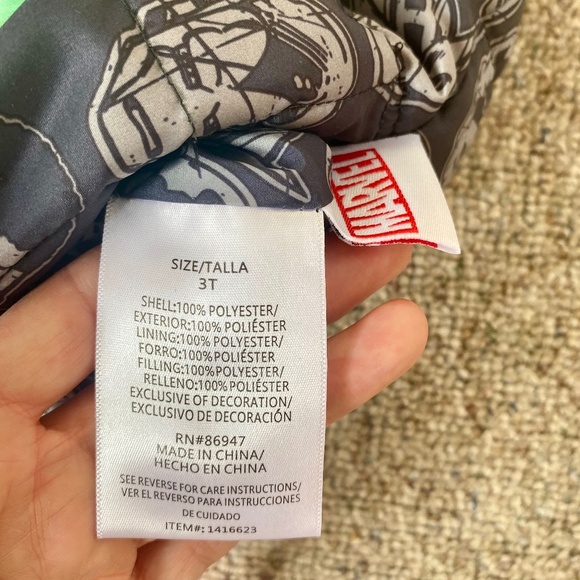 MARVEL
SIZE/TALLA
3T
SHELL:100% POLYESTER/
EXTERIOR:100% POLIÉSTER
LINING:100% POLYESTER/
FORRO:100% POLIÉSTER
FILLING:100% POLYESTER/
RELLENO:100% POLIÉSTER
EXCLUSIVE OF DECORATION/
EXCLUSIVO DE DECORACIÓN
RN#86947
MADE IN CHINA/
HECHO EN CHINA
SEE REVERSE FOR CARE INSTRUCTIONS/
VER EL REVERSO PARA INSTRUCCIONES
DE CUIDADO
ITEM#: 1416623